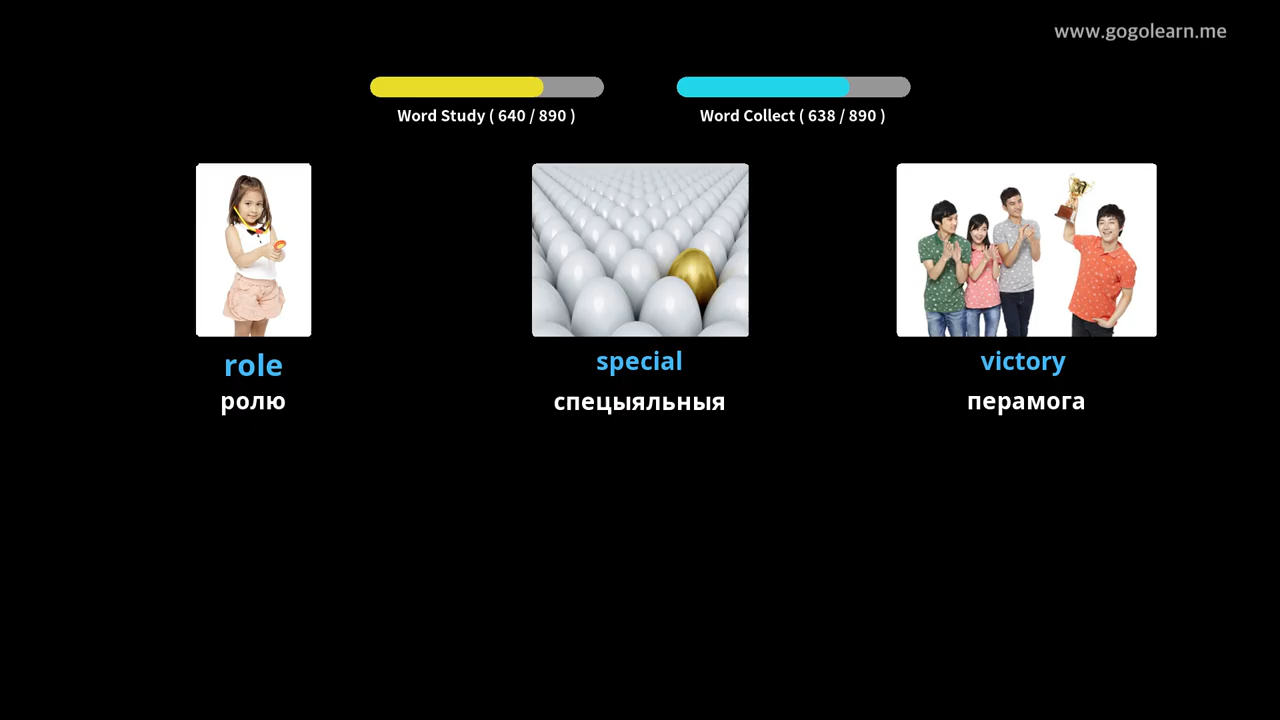 www.gogolearn.me
Word Study ( 640 / 890 )
Word Collect ( 638 / 890 )
role
ролю
special
спецыяльныя
victory
перамога